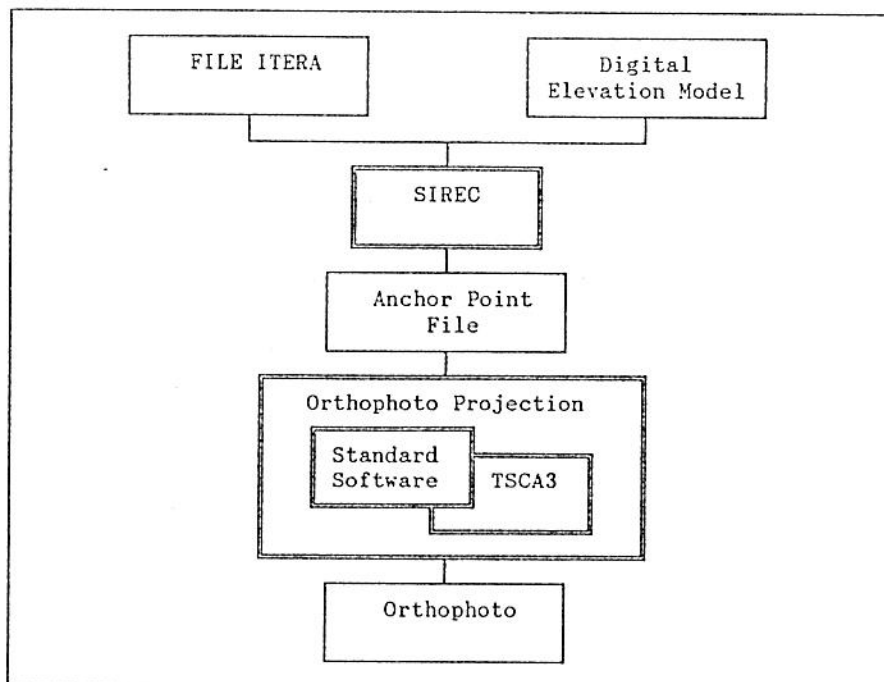 FILE ITERA
Digital
Elevation Model
SIREC
Anchor Point
File
Orthophoto Projection
Standard
Software
TSCA3
Orthophoto